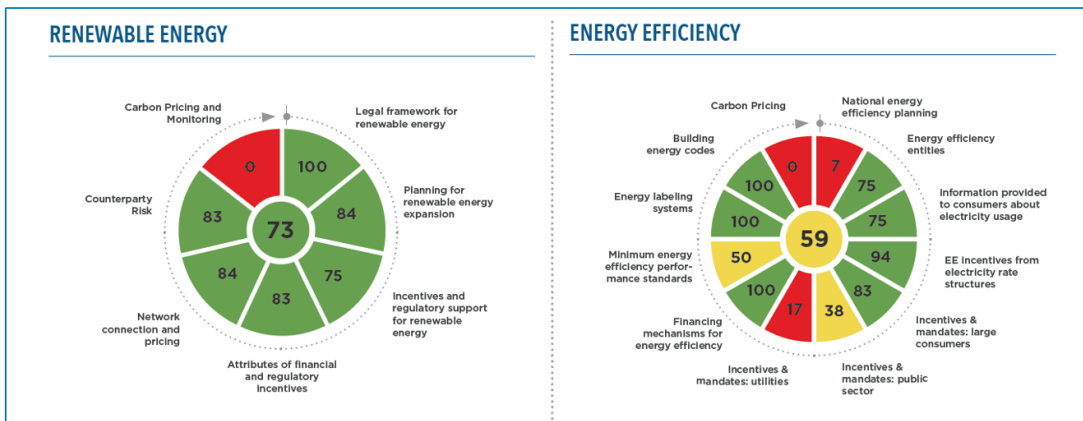 RENEWABLE ENERGY
Carbon Pricing and
Monitoring
Legal framework for
renewable energy
0
100
Counterparty
Risk
83
84
Planning for
renewable energy
expansion
73
84
75
83
Network
connection and
pricing
Incentives and
regulatory support
for renewable
energy
Attributes of financial
and regulatory
incentives
ENERGY EFFICIENCY
Carbon Pricing
National energy
efficiency planning
Building
energy codes
Energy efficiency
entities
0
7
100
75
Energy labeling
systems
Information provided
to consumers about
electricity usage
100
75
59
Minimum energy
efficiency perfor-
mance standards
50
94
EE incentives from
electricity rate
structures
100
83
17
38
Financing
mechanisms for
energy efficiency
Incentives &
mandates: large
consumers
Incentives &
mandates: utilities
Incentives &
mandates: public
sector